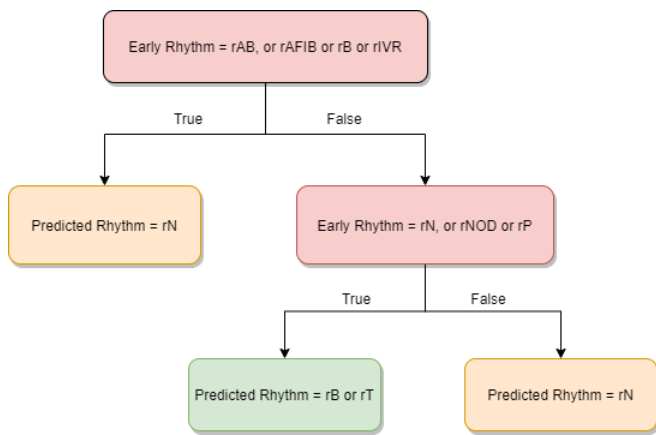 Early Rhythm = rAB, or rAFIB or rB or rIVR
True
False
Predicted Rhythm = rN
Early Rhythm = rN, or rNOD or rP
True
False
Predicted Rhythm = rB or rT
Predicted Rhythm = rN